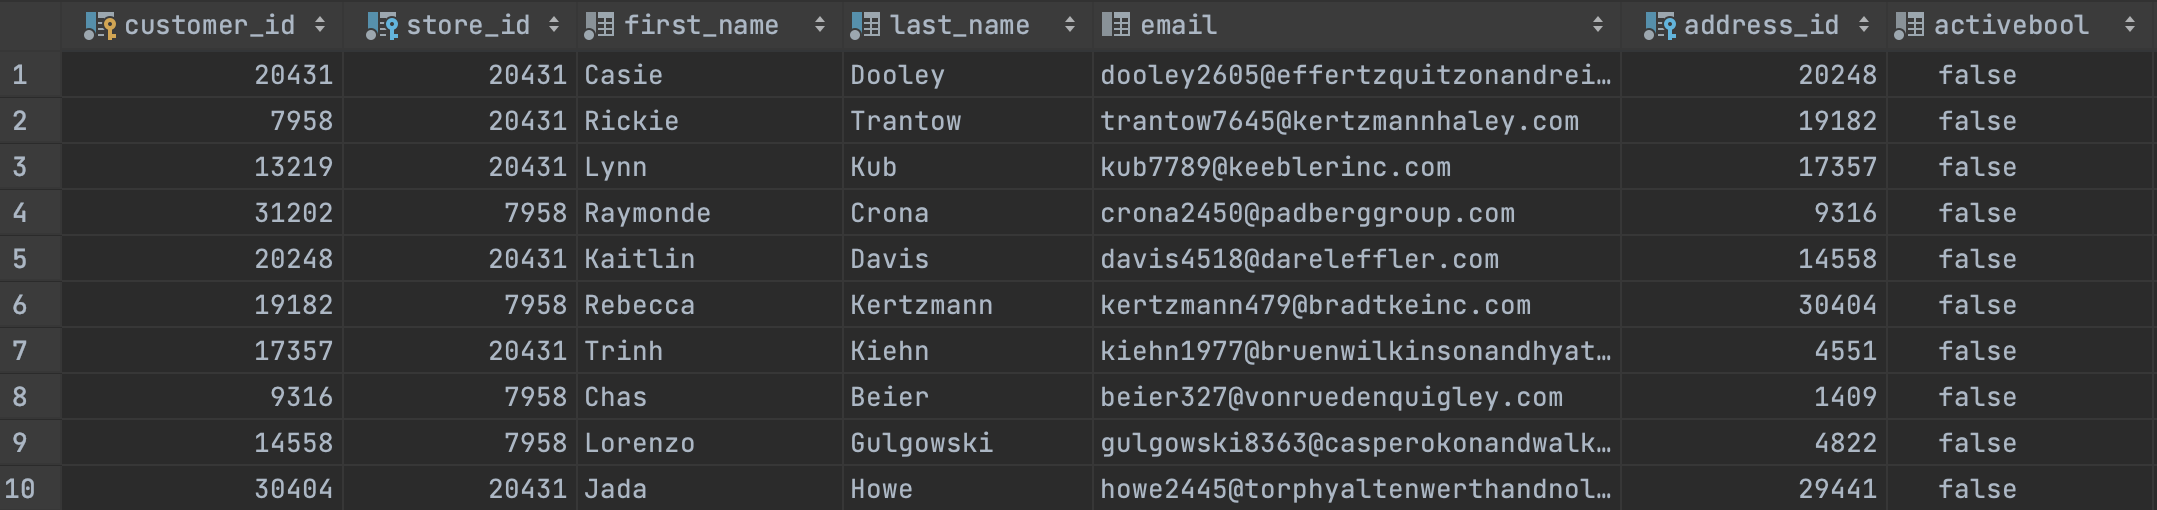 customer_id store_id first_name last_name email address_id activebool
1 20431 20431 Casie Dooley dooley2605@effertzquitzonandrei… 20248 false
2 7958 20431 Rickie Trantow trantow7645@kertzmannhaley.com 19182 false
3 13219 20431 Lynn Kub kub7789@keeblerinc.com 17357 false
4 31202 7958 Raymonde Crona crona2450@padberggroup.com 9316 false
5 20248 20431 Kaitlin Davis davis4518@dareleffler.com 14558 false
6 19182 7958 Rebecca Kertzmann kertzmann479@bradtkeinc.com 30404 false
7 17357 20431 Trinh Kiehn kiehn1977@bruenwilkinsonandhyat… 4551 false
8 9316 7958 Chas Beier beier327@vonruedenquigley.com 1409 false
9 14558 7958 Lorenzo Gulgowski gulgowski8363@casperokonandwalk… 4822 false
10 30404 20431 Jada Howe howe2445@torphyaltenwerthandnol… 29441 false